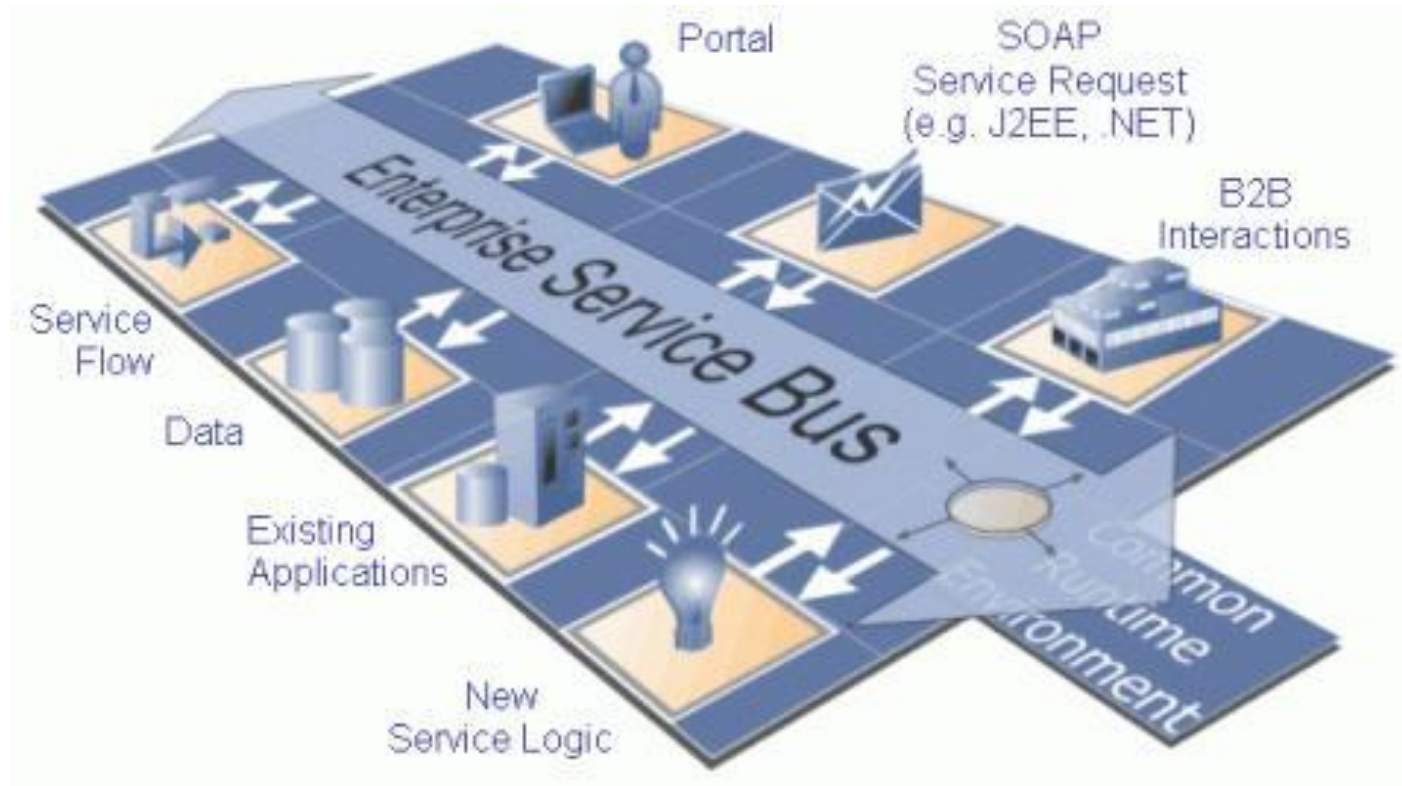 Portal
SOAP
Service Request
(e.g. J2EE, .NET)
B2B
Interactions
Enterprise Service Bus
Service
Flow
Data
Existing
Applications
New
Service Logic
Common
Runtime
Environment